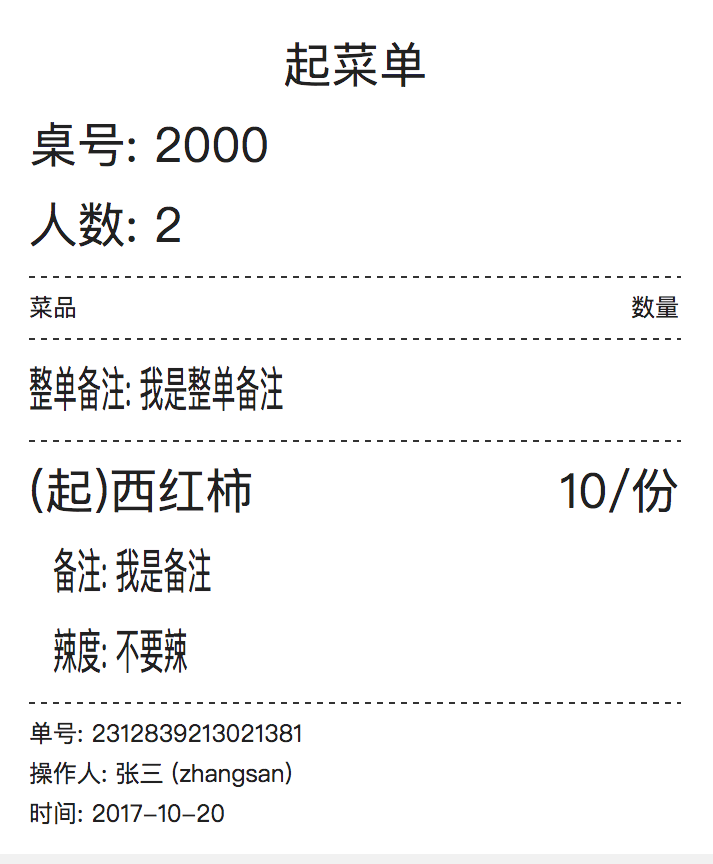 起菜单
桌号: 2000
人数: 2
菜品 数量
整单备注: 我是整单备注
(起)西红柿 10/份
备注: 我是备注
辣度: 不要辣
单号: 2312839213021381
操作人: 张三 (zhangsan)
时间: 2017-10-20